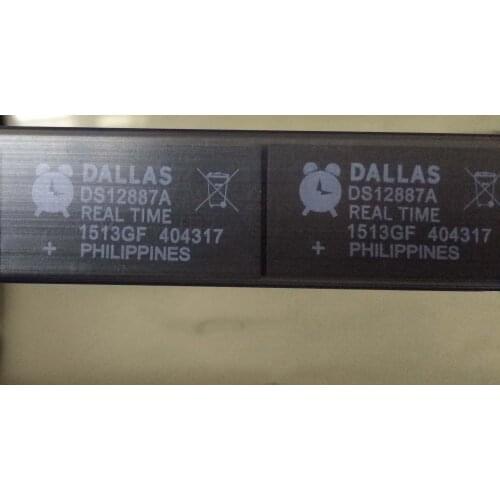 DALLAS
DS12887A
REAL TIME
1513GF 404317
+ PHILIPPINES
DALLAS
DS12887A
REAL TIME
1513GF 404317
+ PHILIPPINES